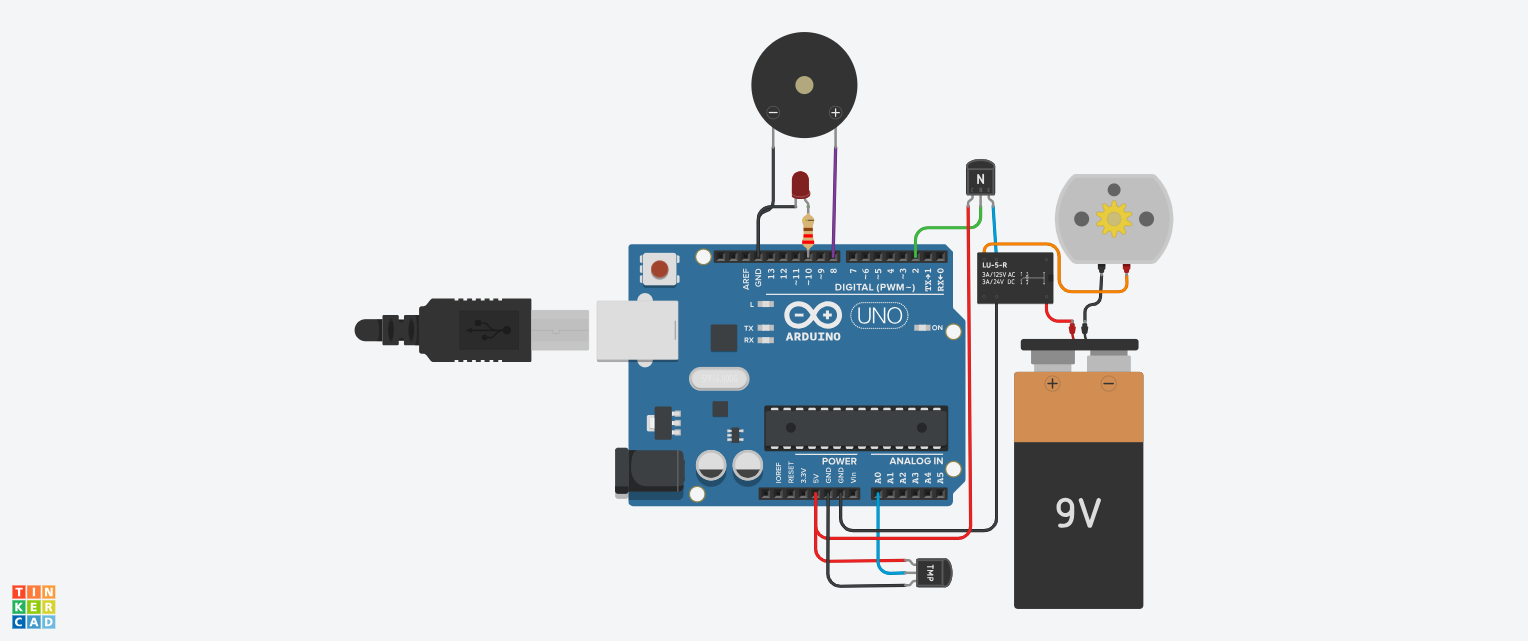 N
LU-5-R
3A/125V AC
3A/24V DC
AREF
GND
13
12
~11
~10
~9
8
7
~6
~5
4
~3
2
TX→1
RX←0
DIGITAL (PWM~)
L
TX
RX
ARDUINO
UNO
ON
POWER
ANALOG IN
IOREF
RESET
3.3V
5V
GND
GND
Vin
A0
A1
A2
A3
A4
A5
TMP
9V
TIN
KER
CAD